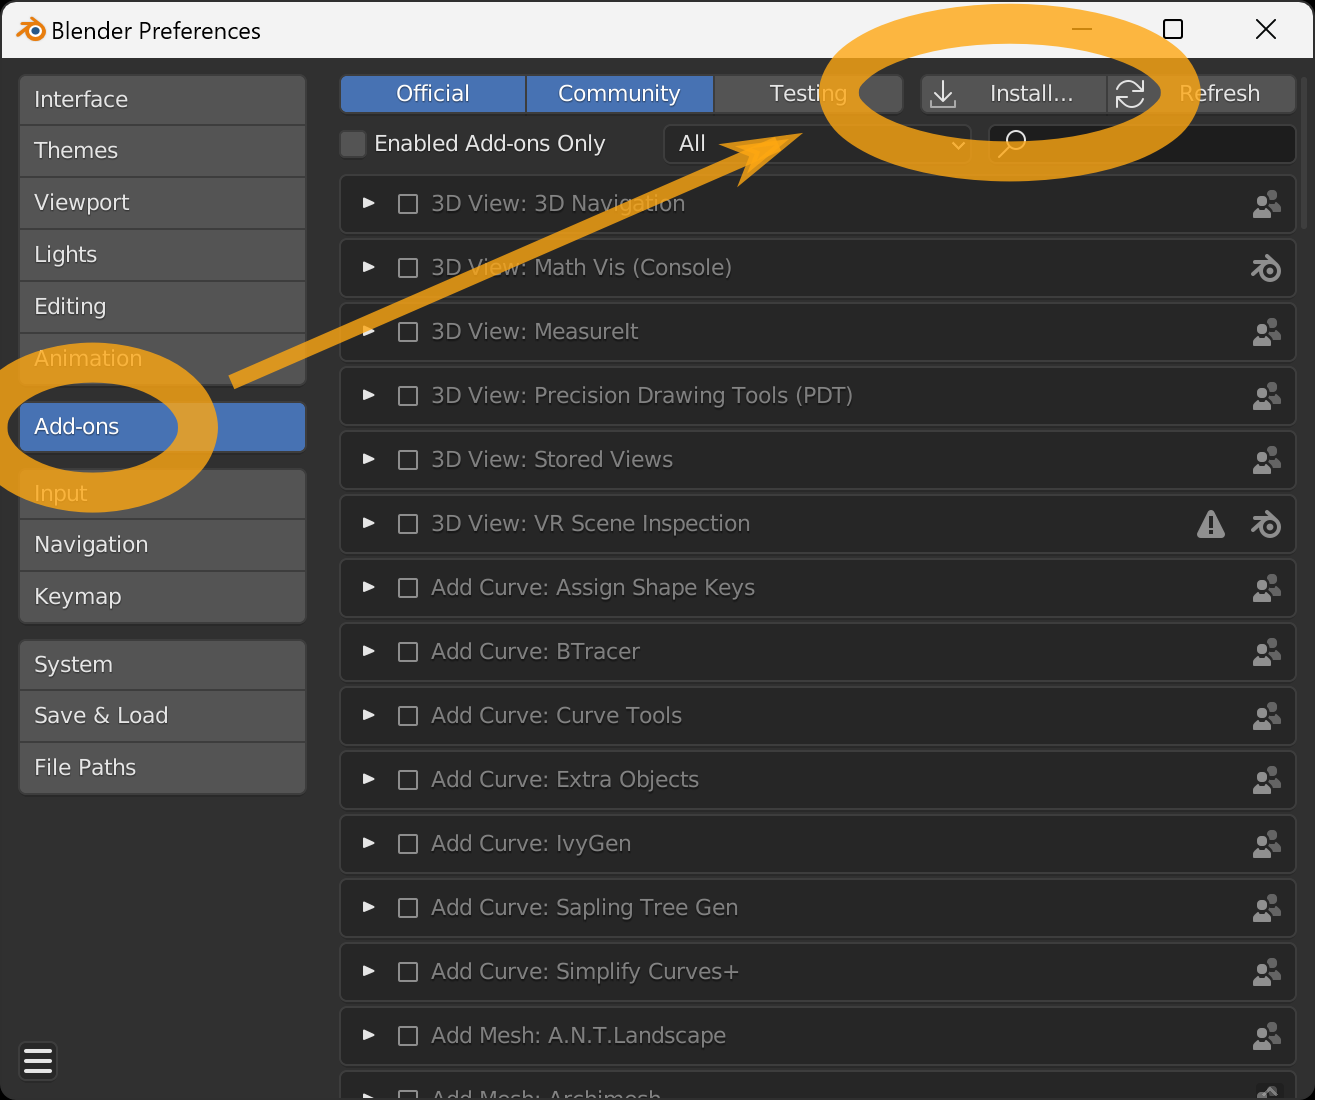 Blender Preferences
Interface
Themes
Viewport
Lights
Editing
Animation
Add-ons
Input
Navigation
Keymap
System
Save & Load
File Paths
Official Community Testing Install... Refresh
Enabled Add-ons Only All
3D View: 3D Navigation
3D View: Math Vis (Console)
3D View: MeasureIt
3D View: Precision Drawing Tools (PDT)
3D View: Stored Views
3D View: VR Scene Inspection
Add Curve: Assign Shape Keys
Add Curve: BTracer
Add Curve: Curve Tools
Add Curve: Extra Objects
Add Curve: IvyGen
Add Curve: Sapling Tree Gen
Add Curve: Simplify Curves+
Add Mesh: A.N.T.Landscape
Add Mesh: Archimesh